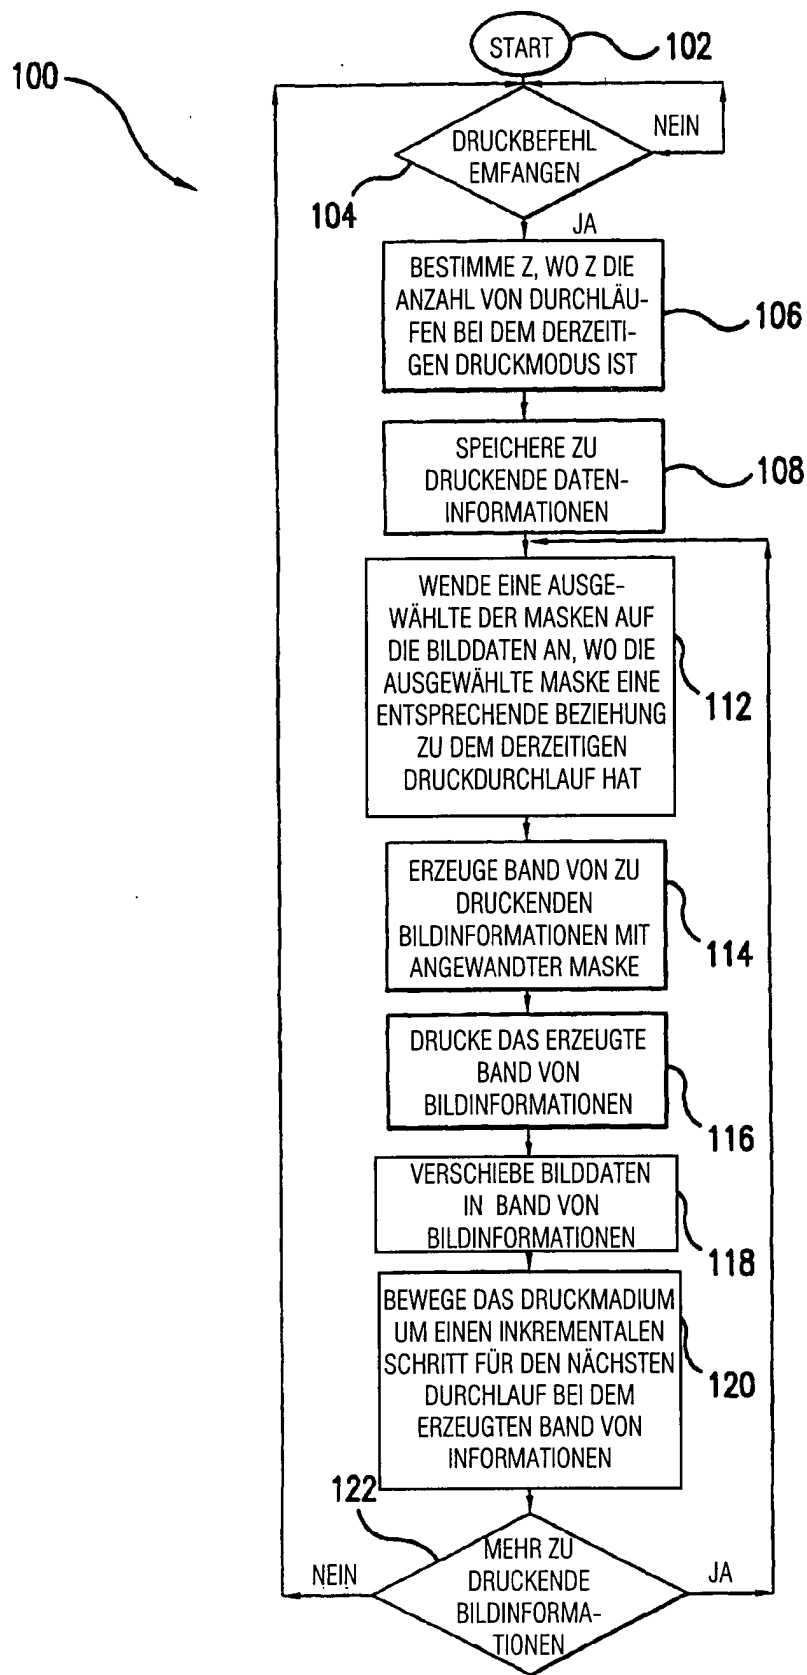 START
102
100
NEIN
DRUCKBEFEHL
EMFANGEN
104
JA
BESTIMME Z, WO Z DIE
ANZAHL VON DURCHLÄU-
FEN BEI DEM DERZEITI-
GEN DRUCKMODUS IST
106
SPEICHERE ZU
DRUCKENDE DATEN-
INFORMATIONEN
108
WENDE EINE AUSGE-
WÄHLTE DER MASKEN AUF
DIE BILDDATEN AN, WO DIE
AUSGEWÄHLTE MASKE EINE
ENTSPRECHENDE BEZIEHUNG
ZU DEM DERZEITIGEN
DRUCKDURCHLAUF HAT
112
ERZEUGE BAND VON ZU
DRUCKENDEN
BILDINFORMATIONEN MIT
ANGEWANDTER MASKE
114
DRUCKE DAS ERZEUGTE
BAND VON
BILDINFORMATIONEN
116
VERSCHIEBE BILDDATEN
IN BAND VON
BILDINFORMATIONEN
118
BEWEGE DAS DRUCKMADIUM
UM EINEN INKREMENTALEN
SCHRITT FÜR DEN NÄCHSTEN
DURCHLAUF BEI DEM
ERZEUGTEN BAND VON
INFORMATIONEN
120
122
NEIN
MEHR ZU
DRUCKENDE
BILDINFORMA-
TIONEN
JA